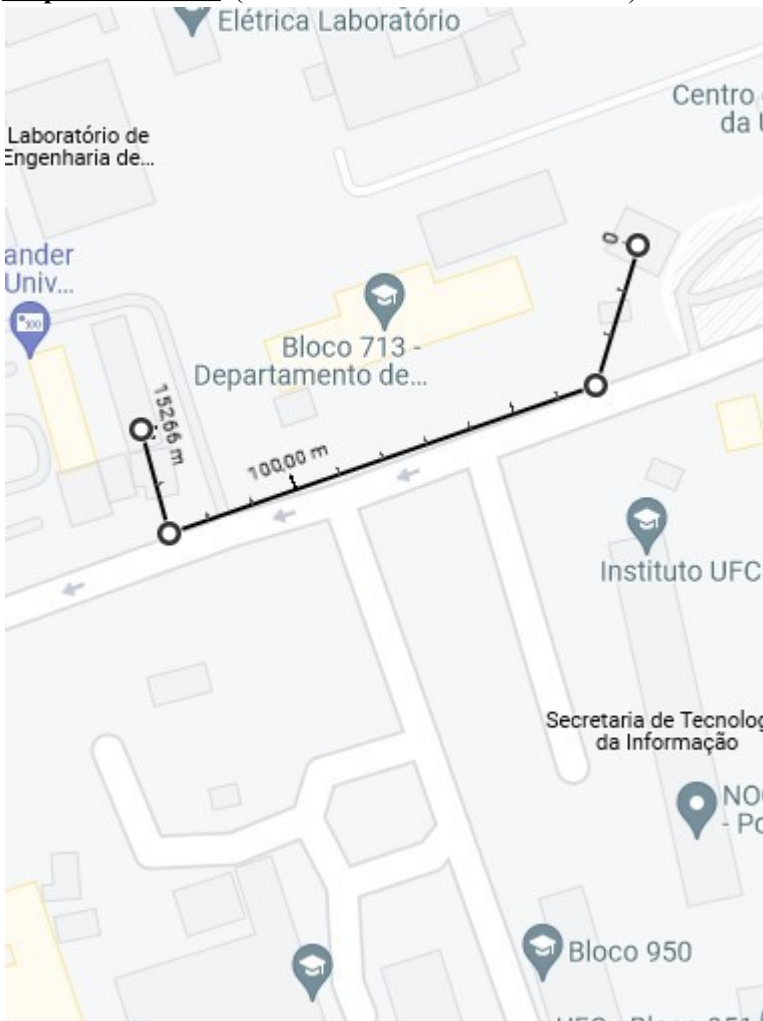 Elétrica Laboratório
Centro
da
Laboratório de
Engenharia de...
0
ander
Univ...
Bloco 713 -
Departamento de...
152,66 m
100,00 m
Instituto UFC
Secretaria de Tecnolog
da Informação
NO
- Po
Bloco 950